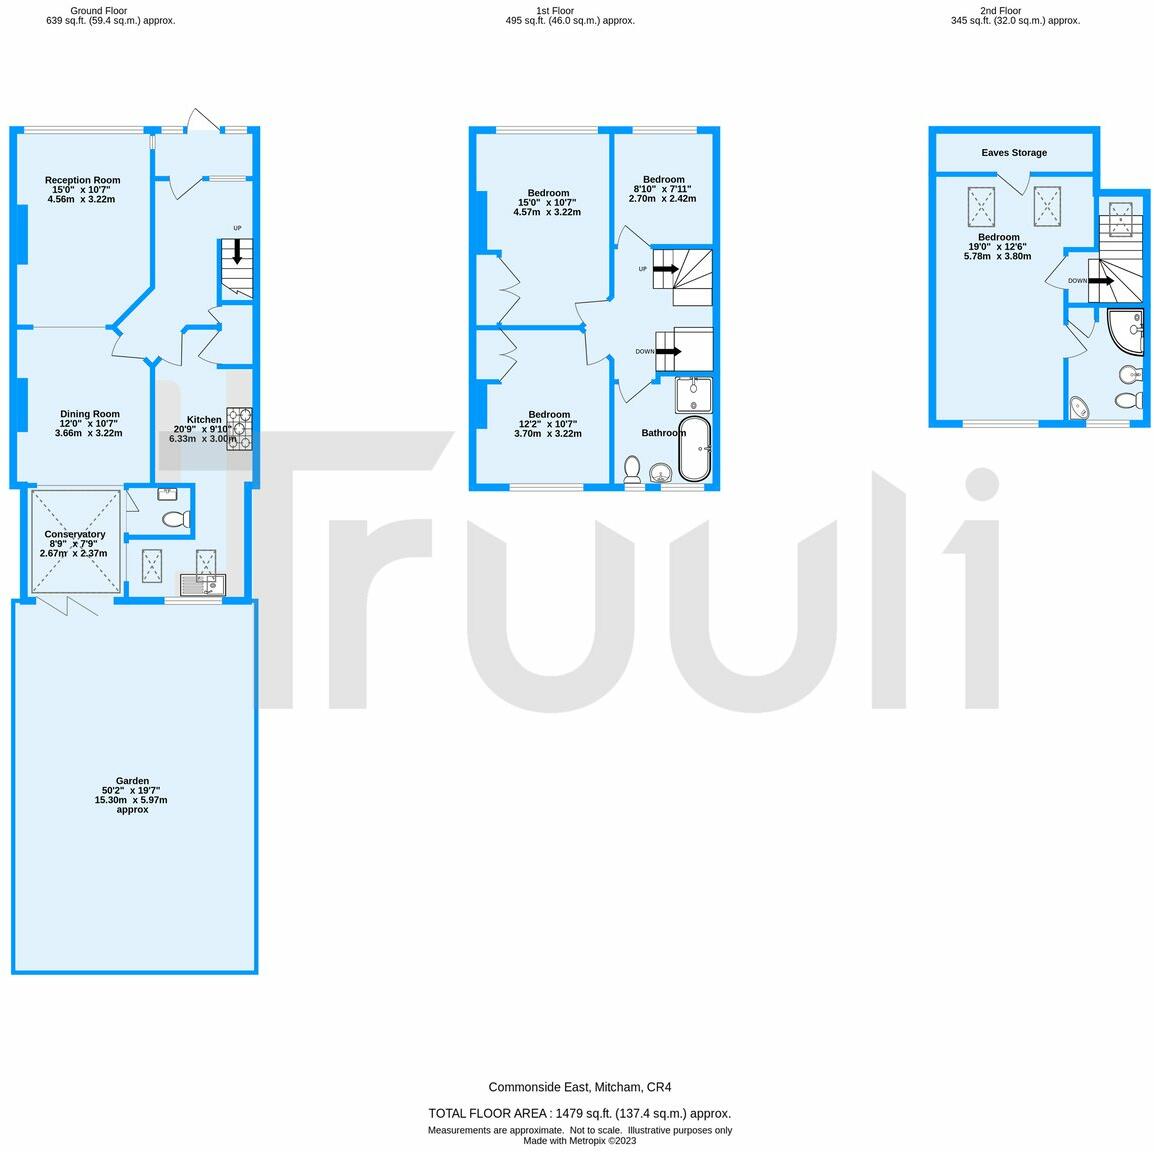 Ground Floor
639 sq.ft. (59.4 sq.m.) approx.
1st Floor
495 sq.ft. (46.0 sq.m.) approx.
2nd Floor
345 sq.ft. (32.0 sq.m.) approx.
Reception Room
15'0" x 10'7"
4.56m x 3.22m
UP
Dining Room
12'0" x 10'7"
3.66m x 3.22m
Kitchen
20'9" x 9'10"
6.33m x 3.00m
Conservatory
8'9" x 7'9"
2.67m x 2.37m
Garden
50'2" x 19'7"
15.30m x 5.97m
approx
Bedroom
15'0" x 10'7"
4.57m x 3.22m
Bedroom
8'10" x 7'11"
2.70m x 2.42m
UP
DOWN
Bedroom
12'2" x 10'7"
3.70m x 3.22m
Bathroom
Eaves Storage
Bedroom
19'0" x 12'6"
5.78m x 3.80m
DOWN
Truuli
Commonside East, Mitcham, CR4
TOTAL FLOOR AREA : 1479 sq.ft. (137.4 sq.m.) approx.
Measurements are approximate. Not to scale. Illustrative purposes only
Made with Metropix ©2023